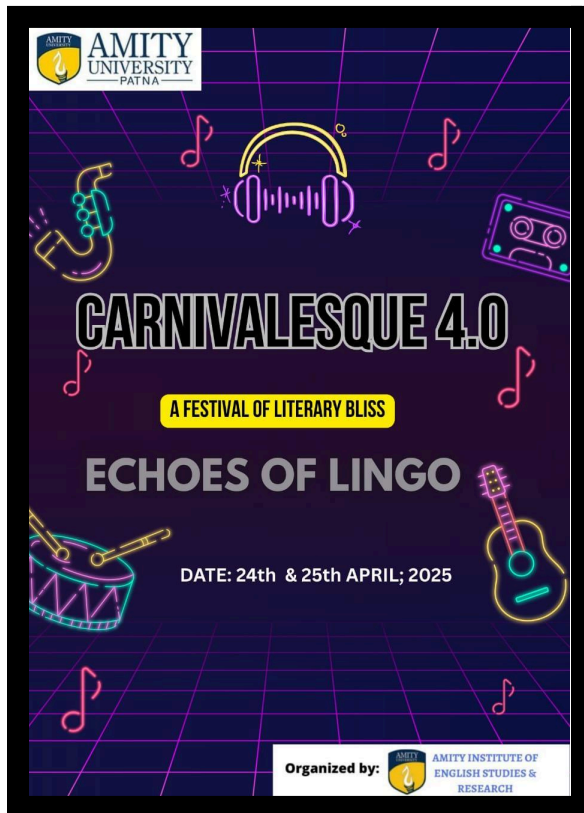 AMITY
AMITY
UNIVERSITY
PATNA
CARNIVALESQUE 4.0
A FESTIVAL OF LITERARY BLISS
ECHOES OF LINGO
DATE: 24th & 25th APRIL; 2025
Organized by:
AMITY
AMITY INSTITUTE OF
ENGLISH STUDIES &
RESEARCH